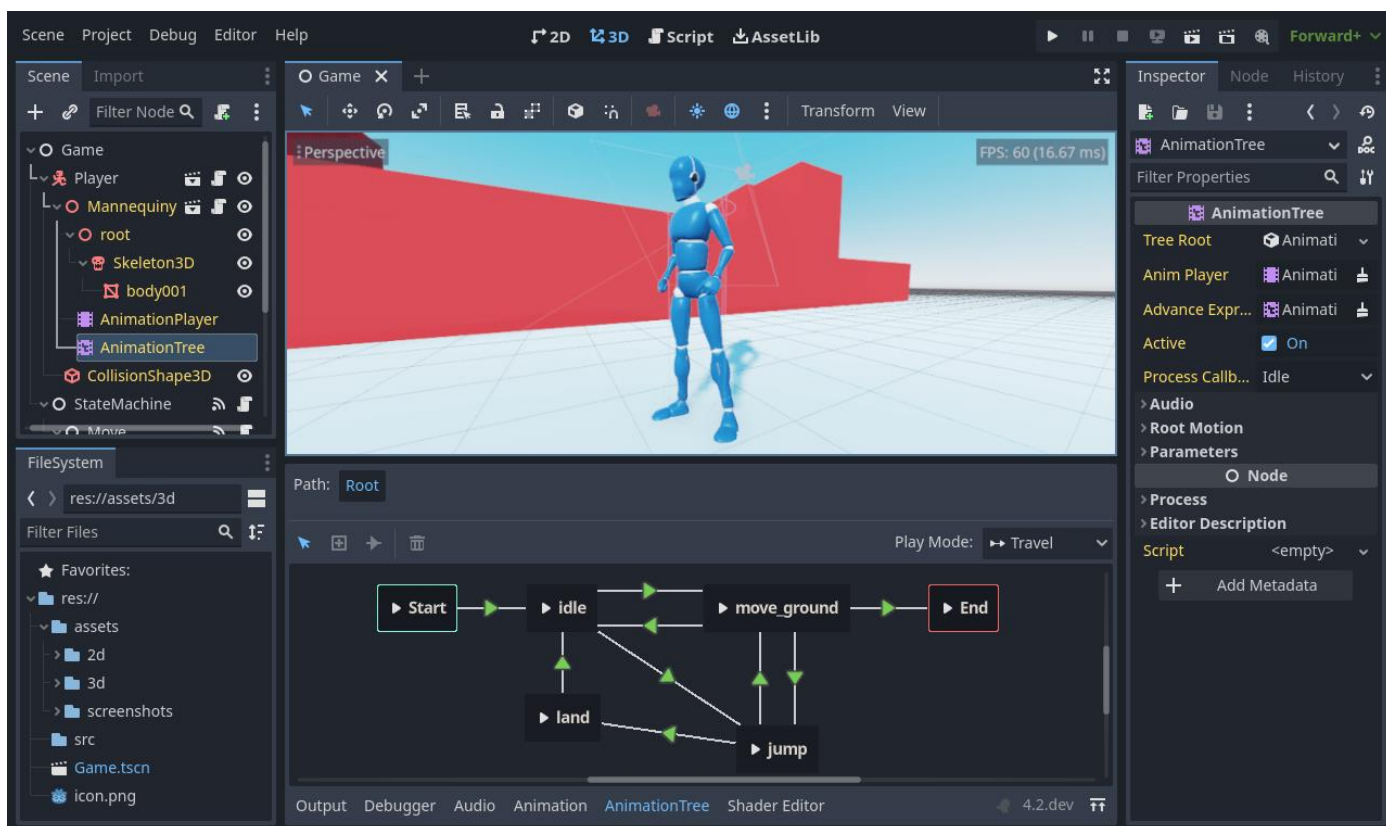 Scene Project Debug Editor Help 2D 3D Script AssetLib Forward+
Scene Import
Filter Node
Game
Player
Mannequiny
root
Skeleton3D
body001
AnimationPlayer
AnimationTree
CollisionShape3D
StateMachine
Move
FileSystem
res://assets/3d
Filter Files
Favorites:
res://
assets
2d
3d
screenshots
src
Game.tscn
icon.png
Game
Transform View
Perspective FPS: 60 (16.67 ms)
Path: Root
Play Mode: Travel
Start idle move_ground End
land
jump
Output Debugger Audio Animation AnimationTree Shader Editor 4.2.dev
Inspector Node History
AnimationTree
DOC
Filter Properties
AnimationTree
Tree Root Animati
Anim Player Animati
Advance Expr... Animati
Active On
Process Callb... Idle
Audio
Root Motion
Parameters
Node
Process
Editor Description
Script <empty>
Add Metadata